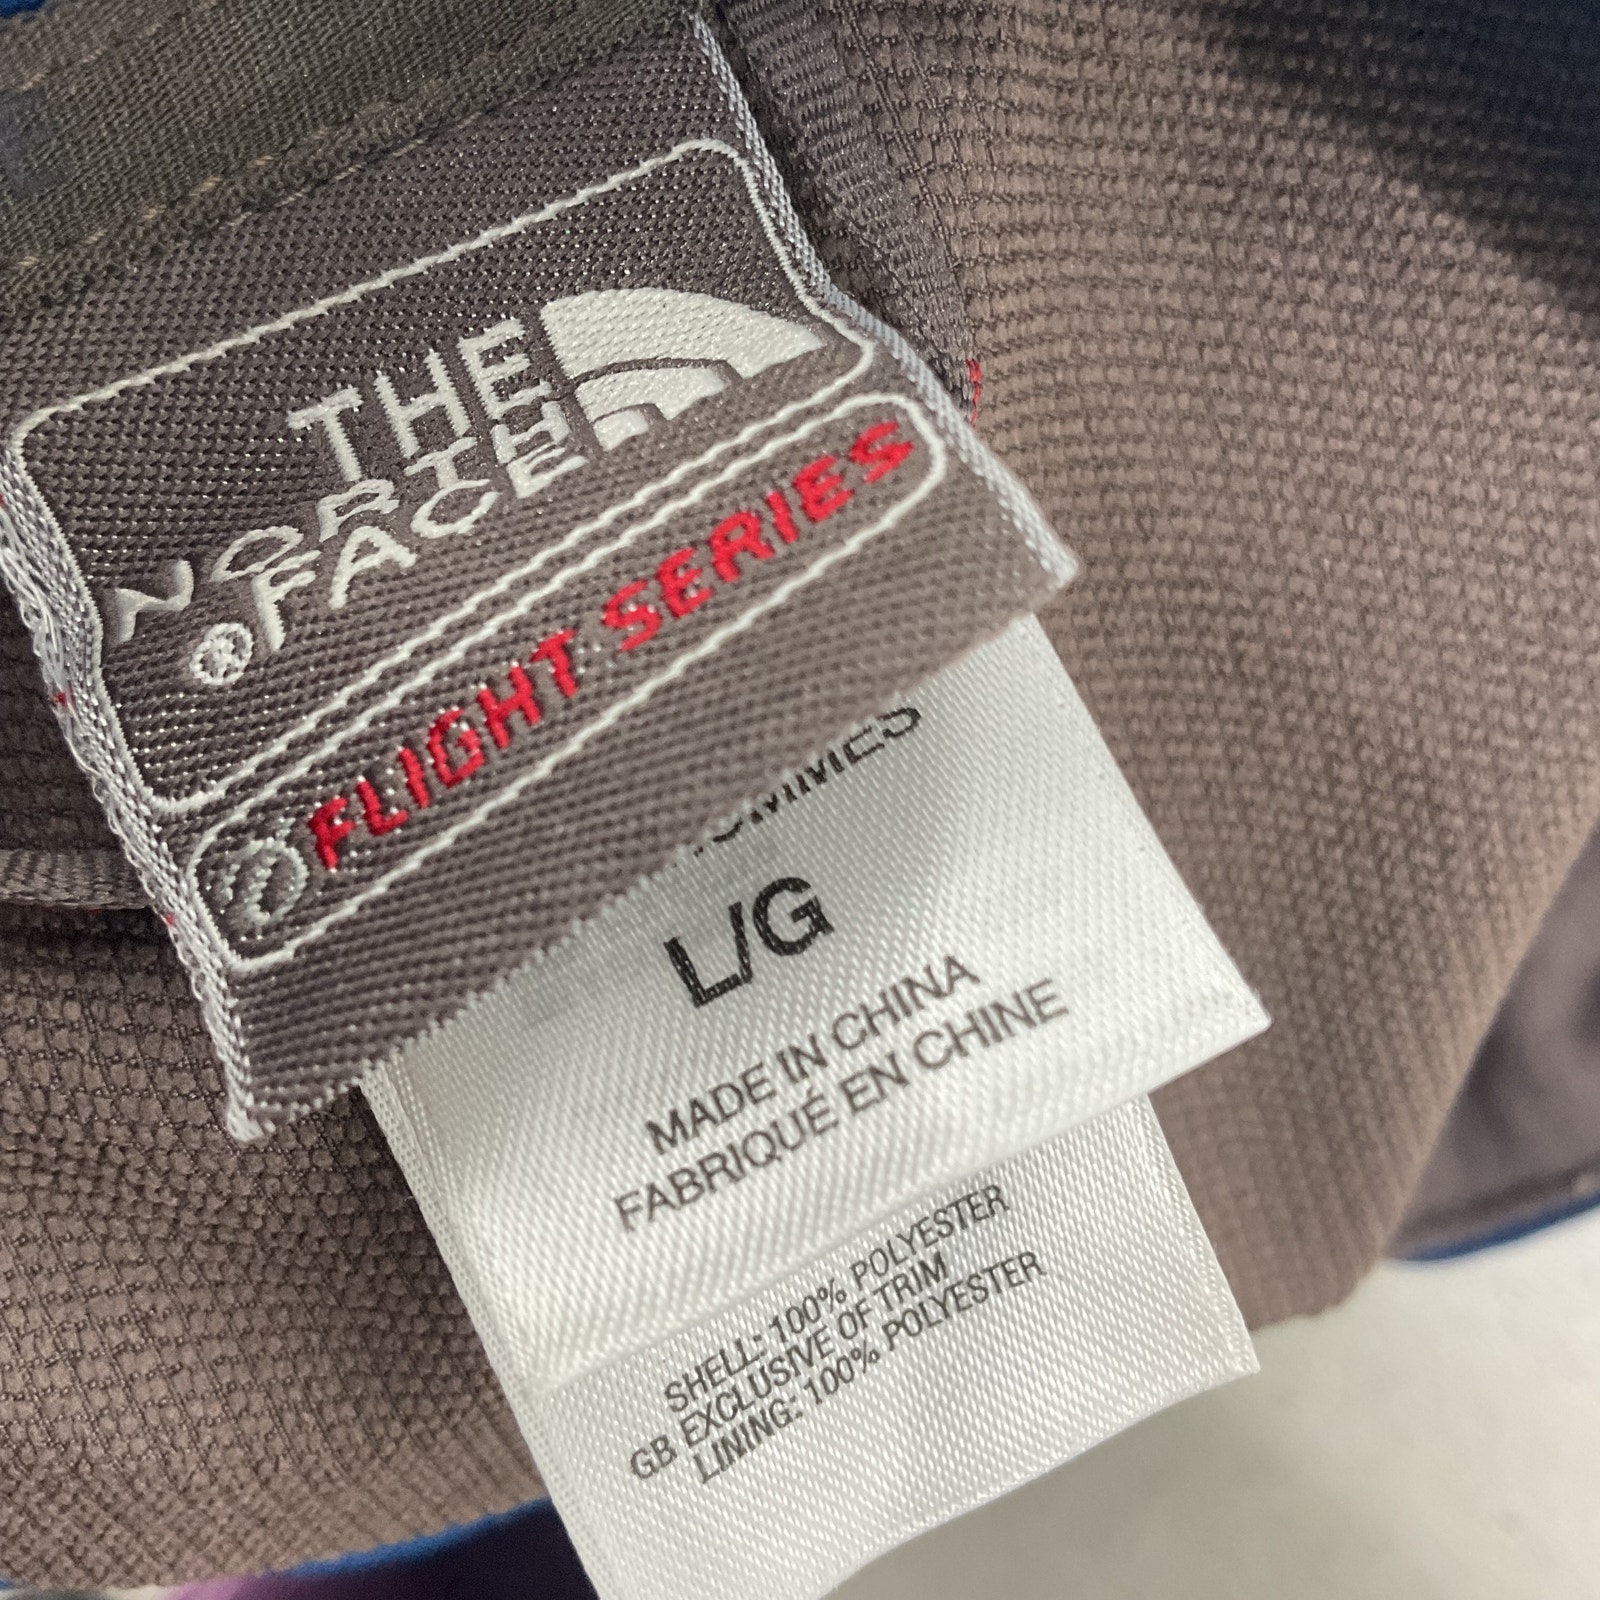 THE
NORTH
FACE
®
FLIGHT SERIES
L/G
MADE IN CHINA
FABRIQUÉ EN CHINE
SHELL: 100% POLYESTER
GB EXCLUSIVE OF TRIM
LINING: 100% POLYESTER